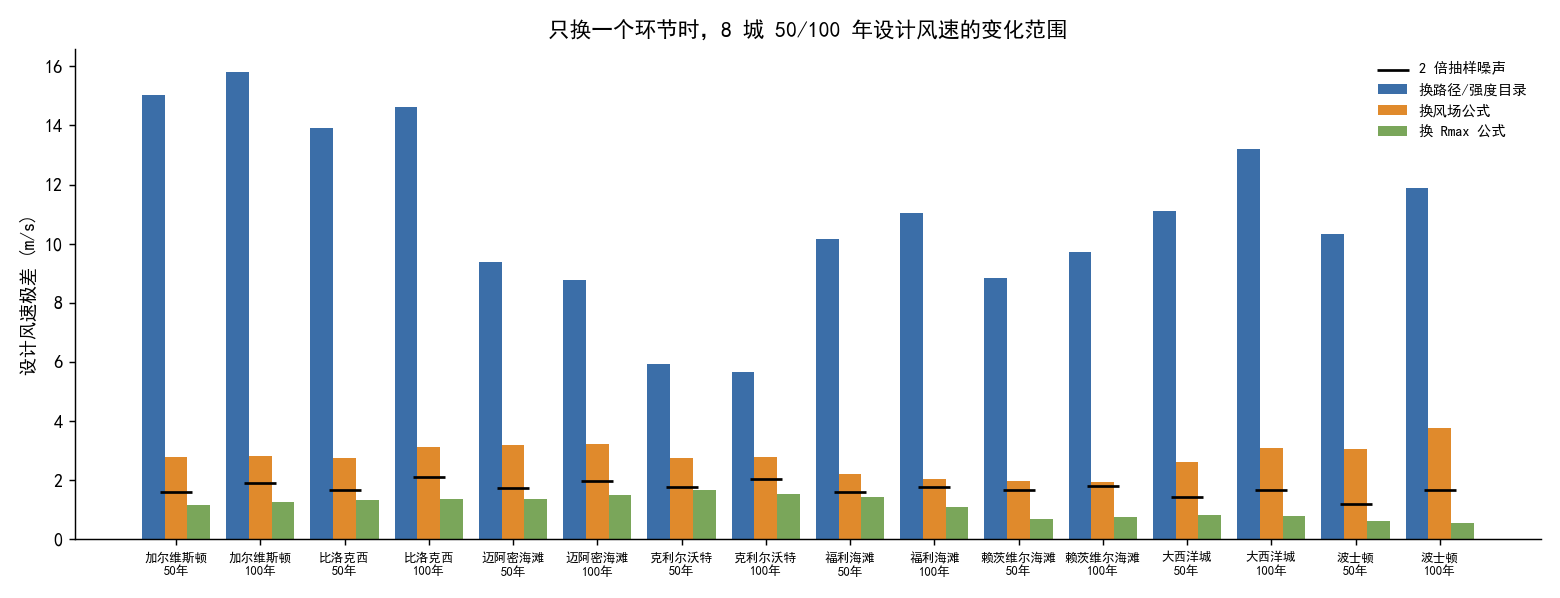 只换一个环节时，8 城 50/100 年设计风速的变化范围
2 倍抽样噪声
换路径/强度目录
换风场公式
换 Rmax 公式
设计风速极差 (m/s)
16
14
12
10
8
6
4
2
0
加尔维斯顿
50年
加尔维斯顿
100年
比洛克西
50年
比洛克西
100年
迈阿密海滩
50年
迈阿密海滩
100年
克利尔沃特
50年
克利尔沃特
100年
福利海滩
50年
福利海滩
100年
赖茨维尔海滩
50年
赖茨维尔海滩
100年
大西洋城
50年
大西洋城
100年
波士顿
50年
波士顿
100年